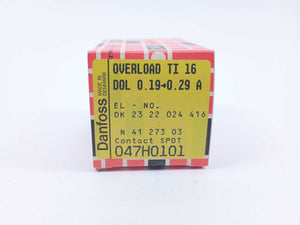 OVERLOAD TI 16
DOL 0.19→0.29 A
EL - NO.
DK 23 22 024 416
N 41 273 03
Contact SPDT
047H0101
Danfoss
MADE IN
DENMARK